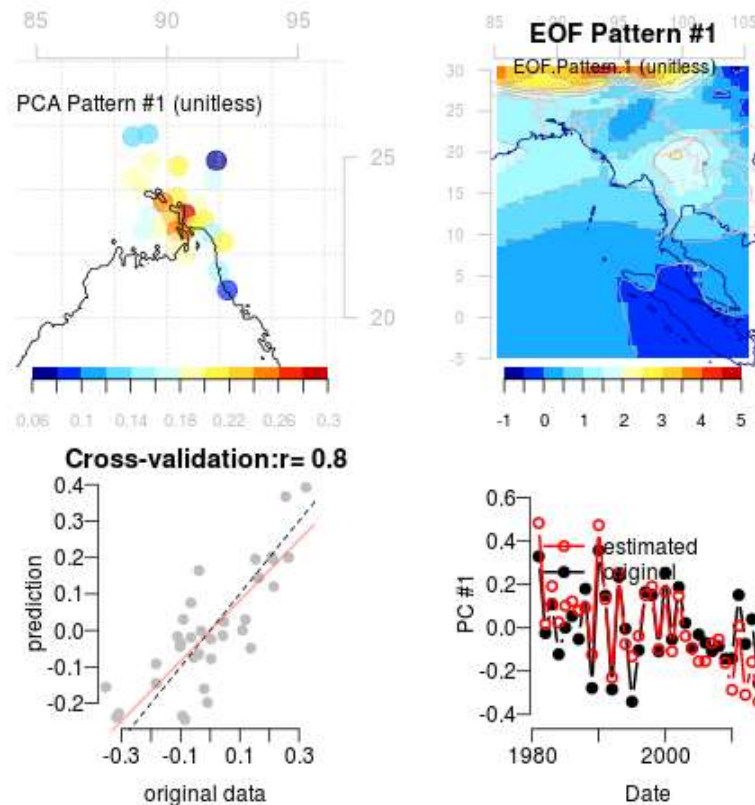 85 90 95
PCA Pattern #1 (unitless)
25
20
0.06 0.1 0.14 0.18 0.22 0.26 0.3
85 95 100 105
EOF Pattern #1
EOF.Pattern.1 (unitless)
30
25
20
15
10
5
0
-5
-1 0 1 2 3 4 5
Cross-validation:r= 0.8
0.4
0.3
0.2
0.1
0.0
-0.1
-0.2
prediction
-0.3 -0.1 0.1 0.3
original data
0.6
0.4
0.2
0.0
-0.2
-0.4
PC #1
estimated
original
1980 2000
Date